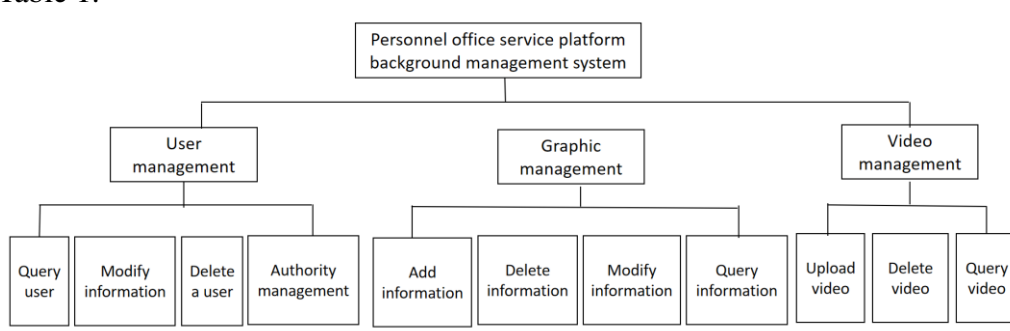 Table 1.
Personnel office service platform
background management system
User
management
Graphic
management
Video
management
Query
user
Modify
information
Delete
a user
Authority
management
Add
information
Delete
information
Modify
information
Query
information
Upload
video
Delete
video
Query
video